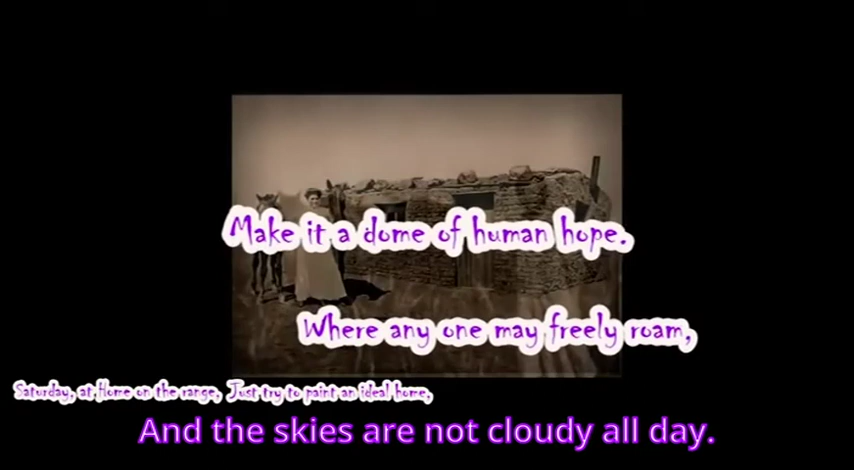 Make it a dome of human hope.
Where any one may freely roam,
Saturday, at Home on the range, Just try to paint an ideal home,
And the skies are not cloudy all day.